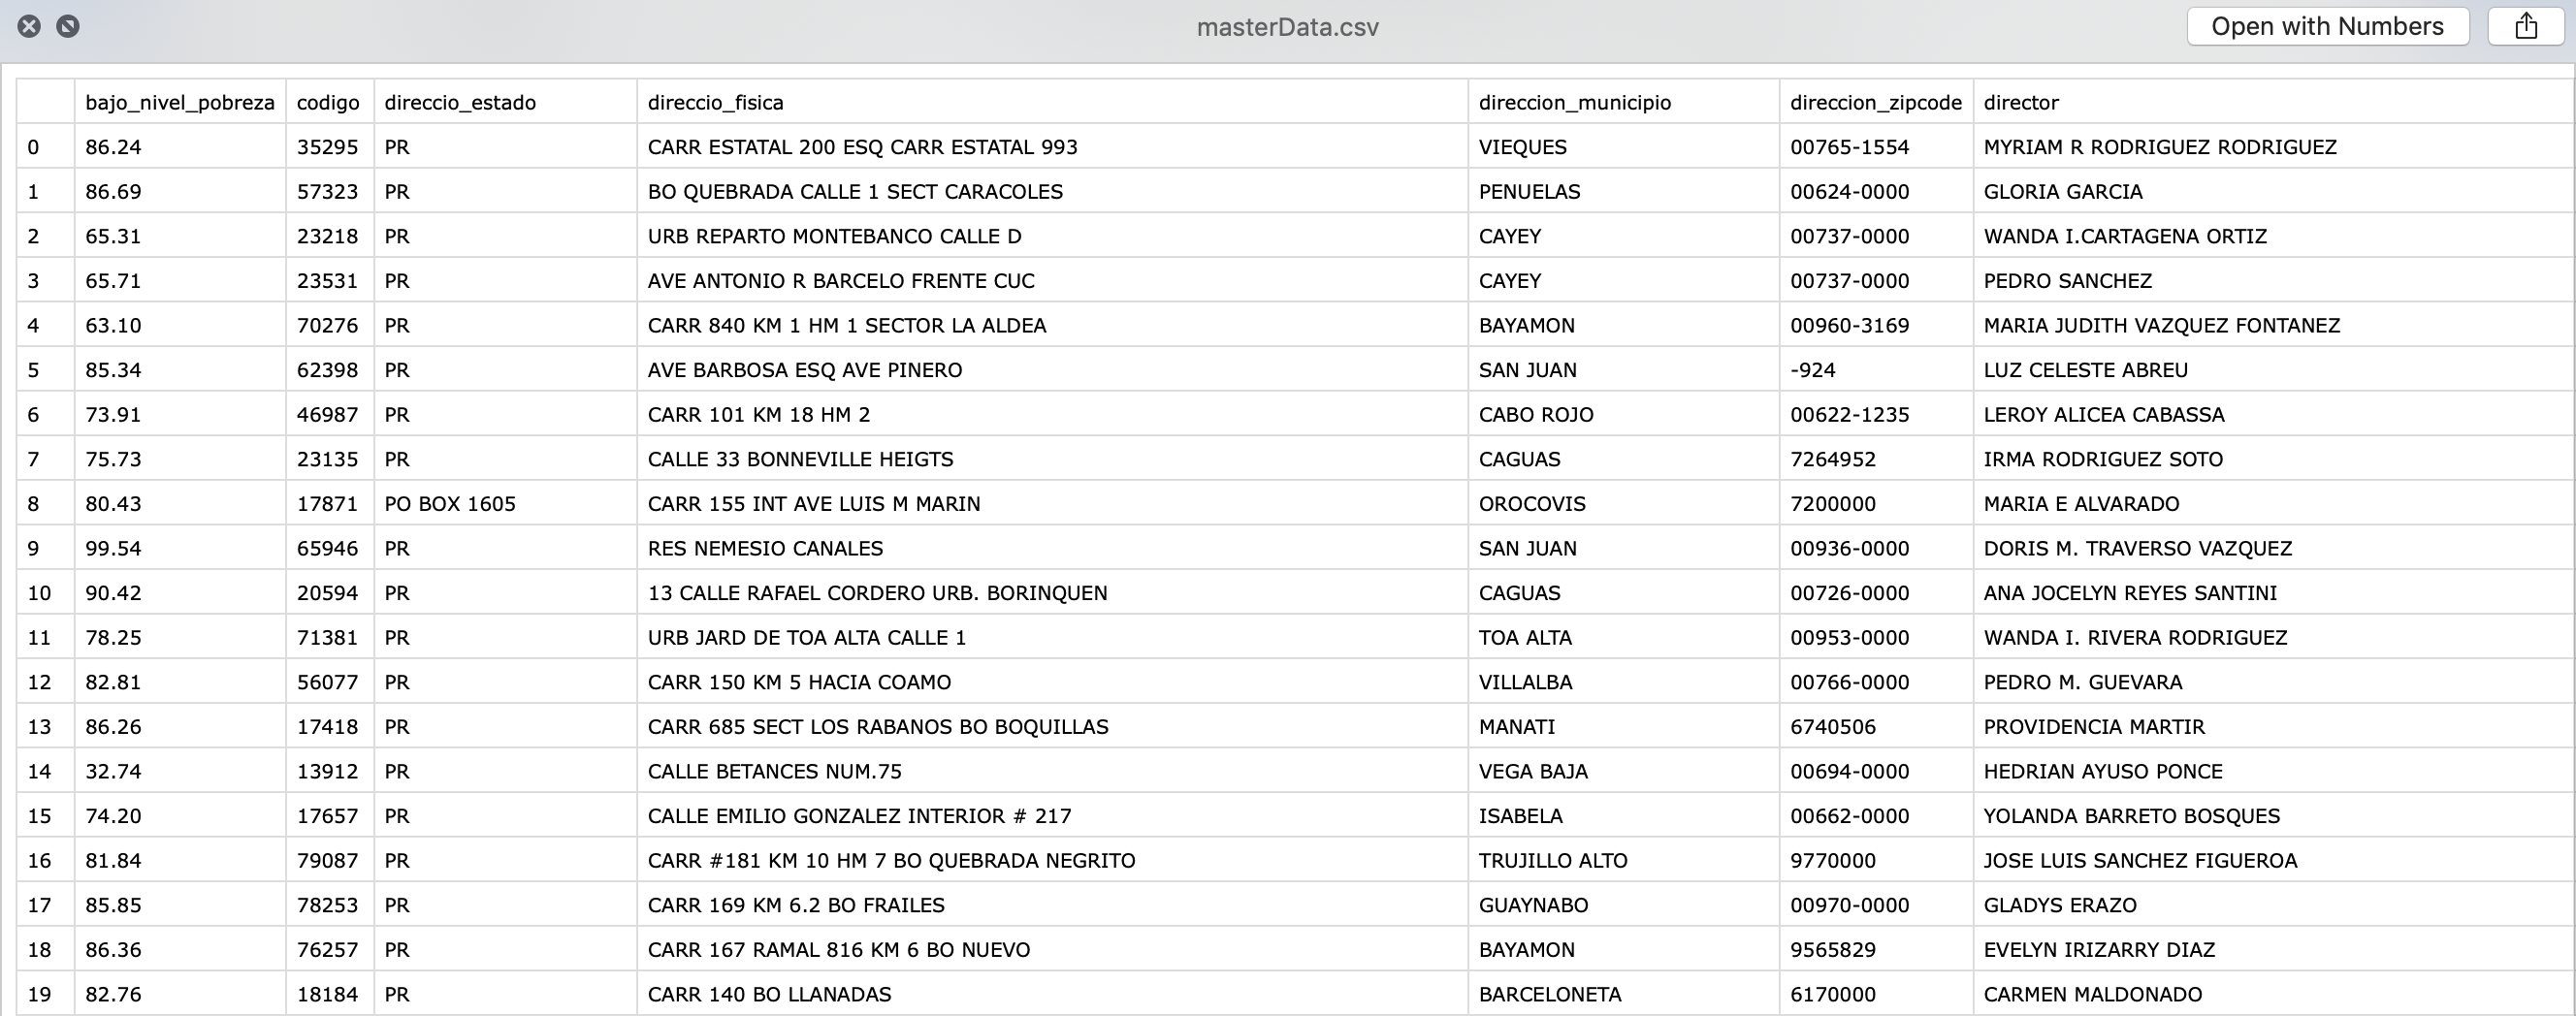 masterData.csv
Open with Numbers
bajo_nivel_pobreza codigo direccio_estado direccio_fisica direccion_municipio direccion_zipcode director
0 86.24 35295 PR CARR ESTATAL 200 ESQ CARR ESTATAL 993 VIEQUES 00765-1554 MYRIAM R RODRIGUEZ RODRIGUEZ
1 86.69 57323 PR BO QUEBRADA CALLE 1 SECT CARACOLES PENUELAS 00624-0000 GLORIA GARCIA
2 65.31 23218 PR URB REPARTO MONTEBANCO CALLE D CAYEY 00737-0000 WANDA I.CARTAGENA ORTIZ
3 65.71 23531 PR AVE ANTONIO R BARCELO FRENTE CUC CAYEY 00737-0000 PEDRO SANCHEZ
4 63.10 70276 PR CARR 840 KM 1 HM 1 SECTOR LA ALDEA BAYAMON 00960-3169 MARIA JUDITH VAZQUEZ FONTANEZ
5 85.34 62398 PR AVE BARBOSA ESQ AVE PINERO SAN JUAN -924 LUZ CELESTE ABREU
6 73.91 46987 PR CARR 101 KM 18 HM 2 CABO ROJO 00622-1235 LEROY ALICEA CABASSA
7 75.73 23135 PR CALLE 33 BONNEVILLE HEIGTS CAGUAS 7264952 IRMA RODRIGUEZ SOTO
8 80.43 17871 PO BOX 1605 CARR 155 INT AVE LUIS M MARIN OROCOVIS 7200000 MARIA E ALVARADO
9 99.54 65946 PR RES NEMESIO CANALES SAN JUAN 00936-0000 DORIS M. TRAVERSO VAZQUEZ
10 90.42 20594 PR 13 CALLE RAFAEL CORDERO URB. BORINQUEN CAGUAS 00726-0000 ANA JOCELYN REYES SANTINI
11 78.25 71381 PR URB JARD DE TOA ALTA CALLE 1 TOA ALTA 00953-0000 WANDA I. RIVERA RODRIGUEZ
12 82.81 56077 PR CARR 150 KM 5 HACIA COAMO VILLALBA 00766-0000 PEDRO M. GUEVARA
13 86.26 17418 PR CARR 685 SECT LOS RABANOS BO BOQUILLAS MANATI 6740506 PROVIDENCIA MARTIR
14 32.74 13912 PR CALLE BETANCES NUM.75 VEGA BAJA 00694-0000 HEDRIAN AYUSO PONCE
15 74.20 17657 PR CALLE EMILIO GONZALEZ INTERIOR # 217 ISABELA 00662-0000 YOLANDA BARRETO BOSQUES
16 81.84 79087 PR CARR #181 KM 10 HM 7 BO QUEBRADA NEGRITO TRUJILLO ALTO 9770000 JOSE LUIS SANCHEZ FIGUEROA
17 85.85 78253 PR CARR 169 KM 6.2 BO FRAILES GUAYNABO 00970-0000 GLADYS ERAZO
18 86.36 76257 PR CARR 167 RAMAL 816 KM 6 BO NUEVO BAYAMON 9565829 EVELYN IRIZARRY DIAZ
19 82.76 18184 PR CARR 140 BO LLANADAS BARCELONETA 6170000 CARMEN MALDONADO